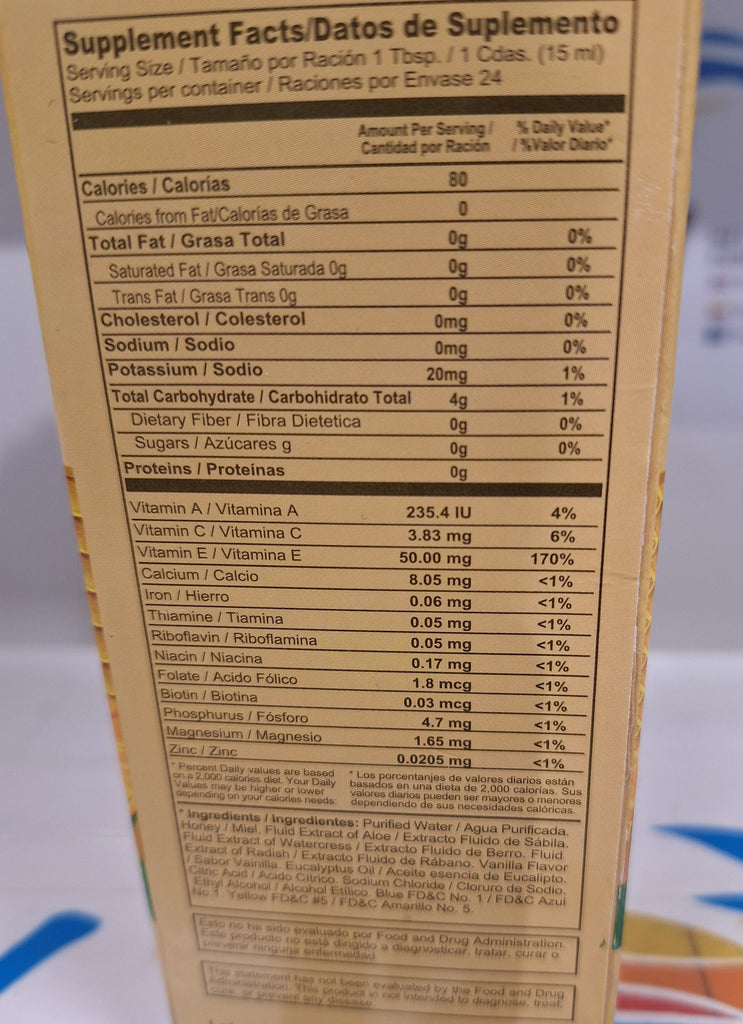 Supplement Facts/Datos de Suplemento
Serving Size / Tamaño por Ración 1 Tbsp. / 1 Cdas. (15 ml)
Servings per container / Raciones por Envase 24
Amount Per Serving / % Daily Value*
Cantidad por Ración / %Valor Diario*
Calories / Calorías 80
Calories from Fat/Calorías de Grasa 0
Total Fat / Grasa Total 0g 0%
Saturated Fat / Grasa Saturada 0g 0g 0%
Trans Fat / Grasa Trans 0g 0g 0%
Cholesterol / Colesterol 0mg 0%
Sodium / Sodio 0mg 0%
Potassium / Sodio 20mg 1%
Total Carbohydrate / Carbohidrato Total 4g 1%
Dietary Fiber / Fibra Dietetica 0g 0%
Sugars / Azúcares g 0g 0%
Proteins / Proteínas 0g
Vitamin A / Vitamina A 235.4 IU 4%
Vitamin C / Vitamina C 3.83 mg 6%
Vitamin E / Vitamina E 50.00 mg 170%
Calcium / Calcio 8.05 mg <1%
Iron / Hierro 0.06 mg <1%
Thiamine / Tiamina 0.05 mg <1%
Riboflavin / Riboflamina 0.05 mg <1%
Niacin / Niacina 0.17 mg <1%
Folate / Acido Fólico 1.8 mcg <1%
Biotin / Biotina 0.03 mcg <1%
Phosphurus / Fósforo 4.7 mg <1%
Magnesium / Magnesio 1.65 mg <1%
Zinc / Zinc 0.0205 mg <1%
* Percent Daily values are based
on a 2,000 calories diet. Your Daily
Values may be higher or lower
depending on your calories needs:
* Los porcentanjes de valores diarios están
basados en una dieta de 2,000 calorías. Sus
valores diarios pueden ser mayores o menores
dependiendo de sus necesidades calóricas.
* Ingredients / Ingredientes: Purified Water / Agua Purificada.
Honey / Miel. Fluid Extract of Aloe / Extracto Fluido de Sábila.
Fluid Extract of Watercress / Extracto Fluido de Berro. Fluid
Extract of Radish / Extracto Fluido de Rábano. Vanilla Flavor
/ Sabor Vainilla. Eucalyptus Oil / Aceite esencia de Eucalipto.
Citric Acid / Acido Cítrico. Sodium Chloride / Cloruro de Sodio.
Ethyl Alcohol / Alcohol Etílico. Blue FD&C No. 1 / FD&C Azul
No.1. Yellow FD&C #5 / FD&C Amarillo No. 5.
Esto no ha sido evaluado por Food and Drug Administration.
Este producto no está dirigido a diagnosticar, tratar, curar o
prevenir ninguna enfermedad.
This statement has not been evaluated by the Food and Drug
Administration. This product in not intended to diagnose, treat,
cure, or prevent any disease.